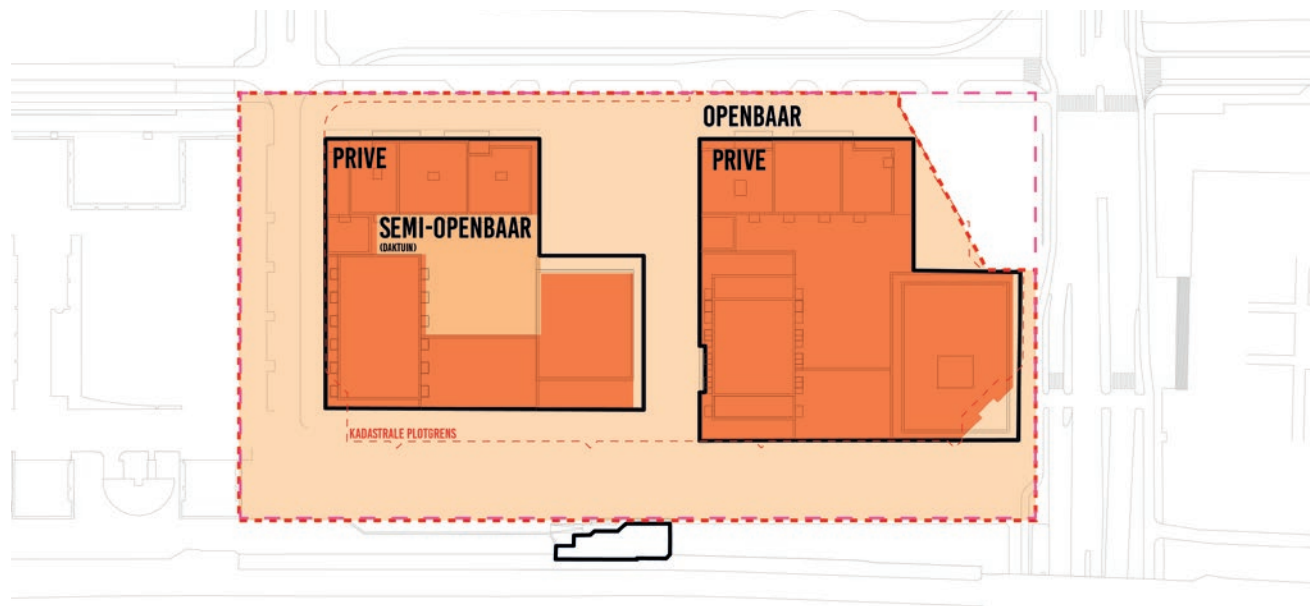 OPENBAAR
PRIVE
PRIVE
SEMI-OPENBAAR
(DAKTUIN)
KADASTRALE PLOTGRENS